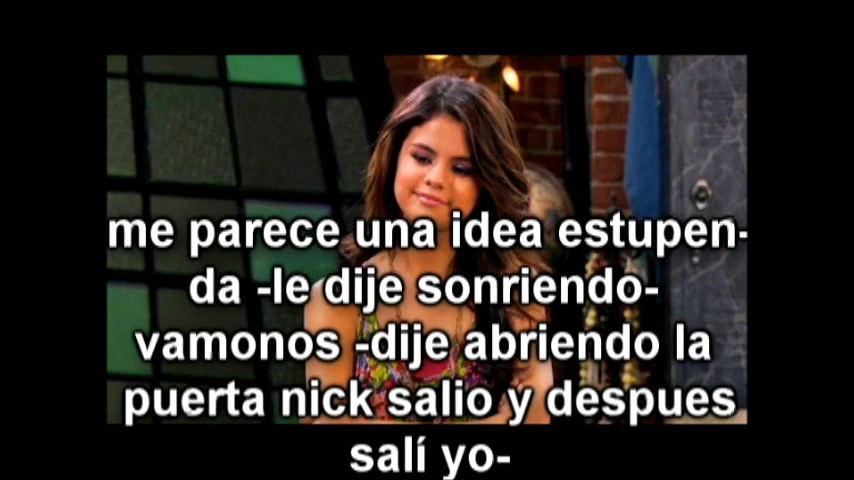 me parece una idea estupen-
da -le dije sonriendo-
vamonos -dije abriendo la
puerta nick salio y despues
salí yo-